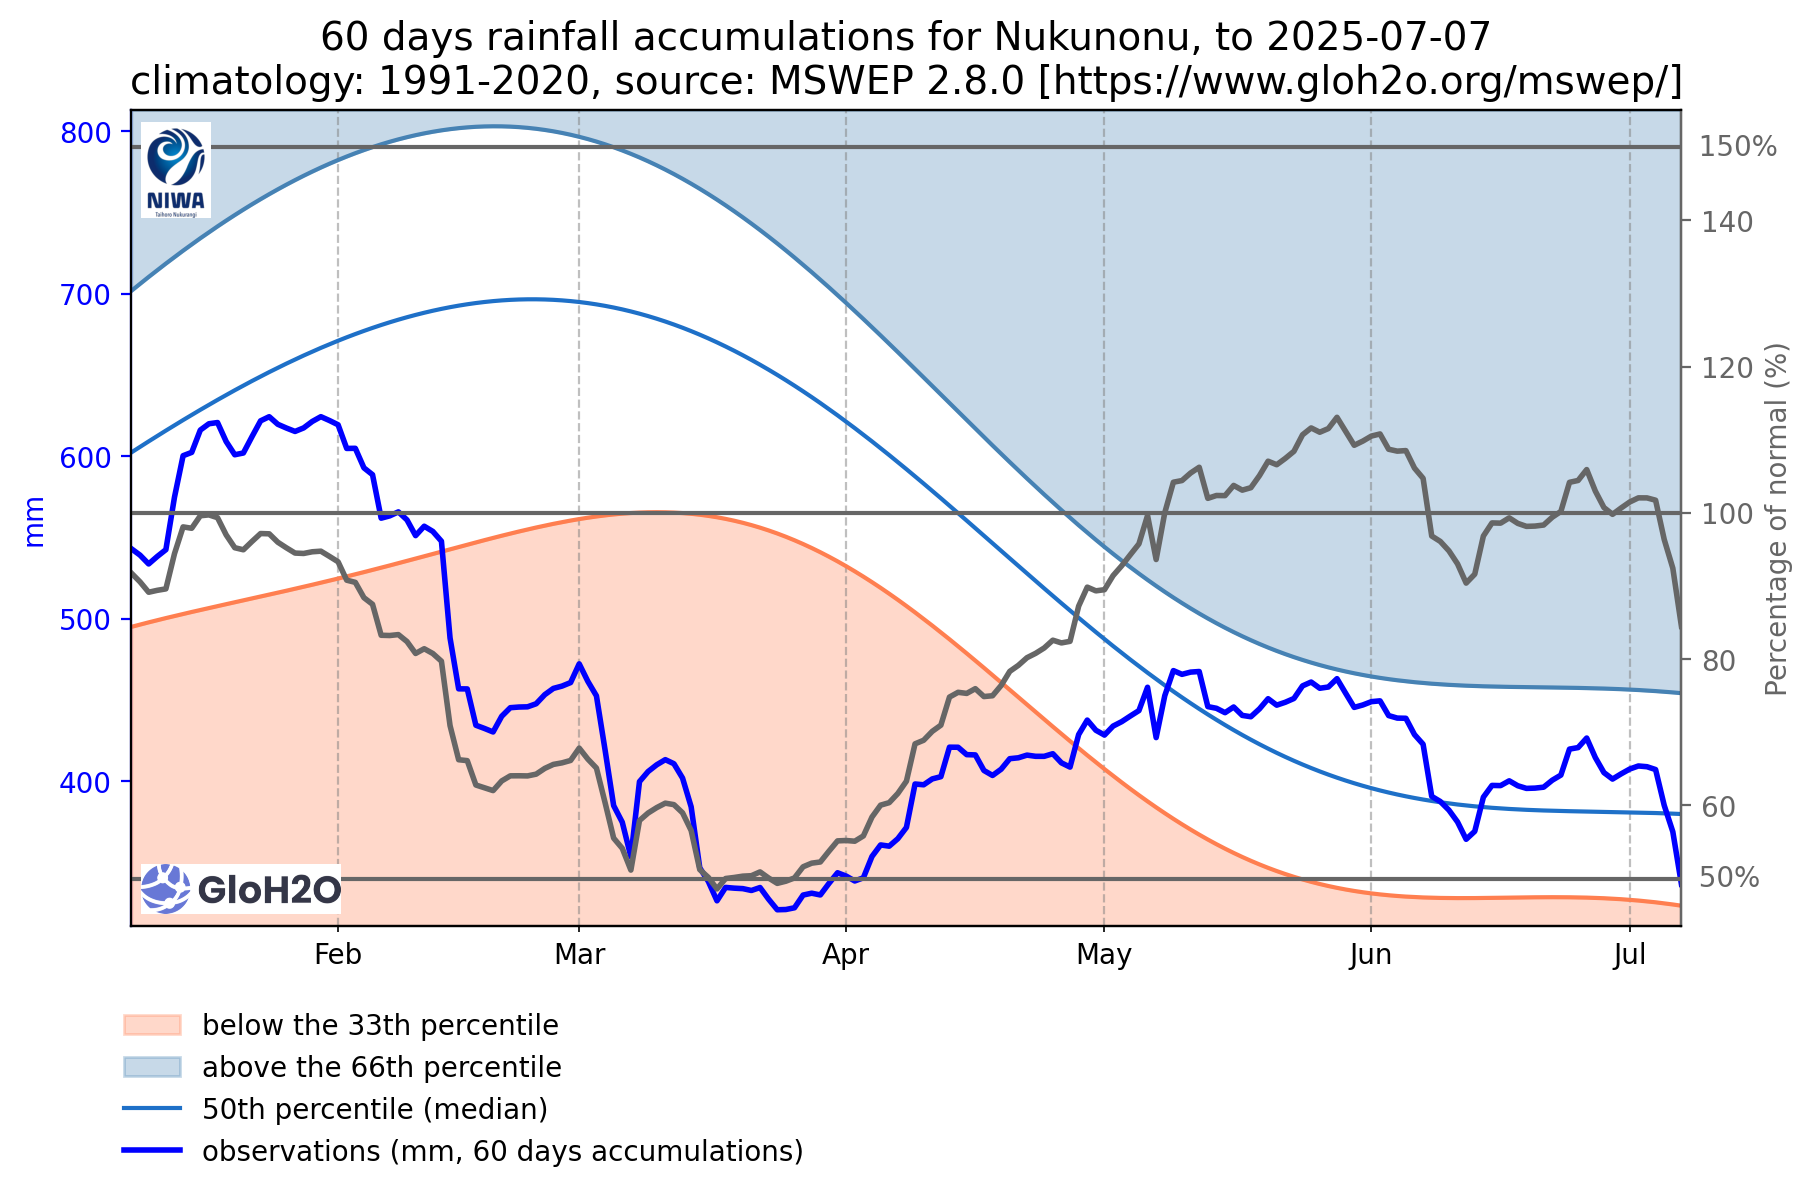 60 days rainfall accumulations for Nukunonu, to 2025-07-07
climatology: 1991-2020, source: MSWEP 2.8.0 [https://www.gloh2o.org/mswep/]
800
700
600
500
400
mm
NIWA
Taihoro Nukurangi
GloH2O
150%
140
120
100
80
60
50%
Percentage of normal (%)
Feb
Mar
Apr
May
Jun
Jul
below the 33th percentile
above the 66th percentile
50th percentile (median)
observations (mm, 60 days accumulations)